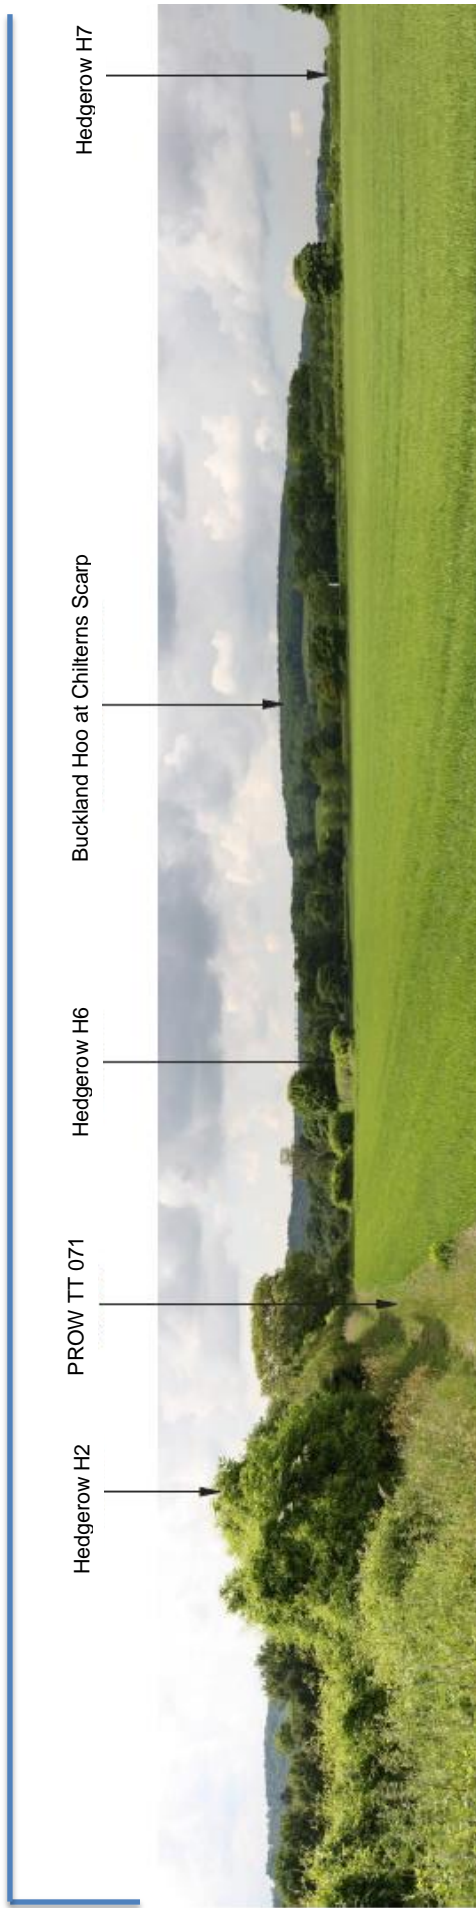 Hedgerow H2
PROW TT 071
Hedgerow H6
Buckland Hoo at Chilterns Scarp
Hedgerow H7